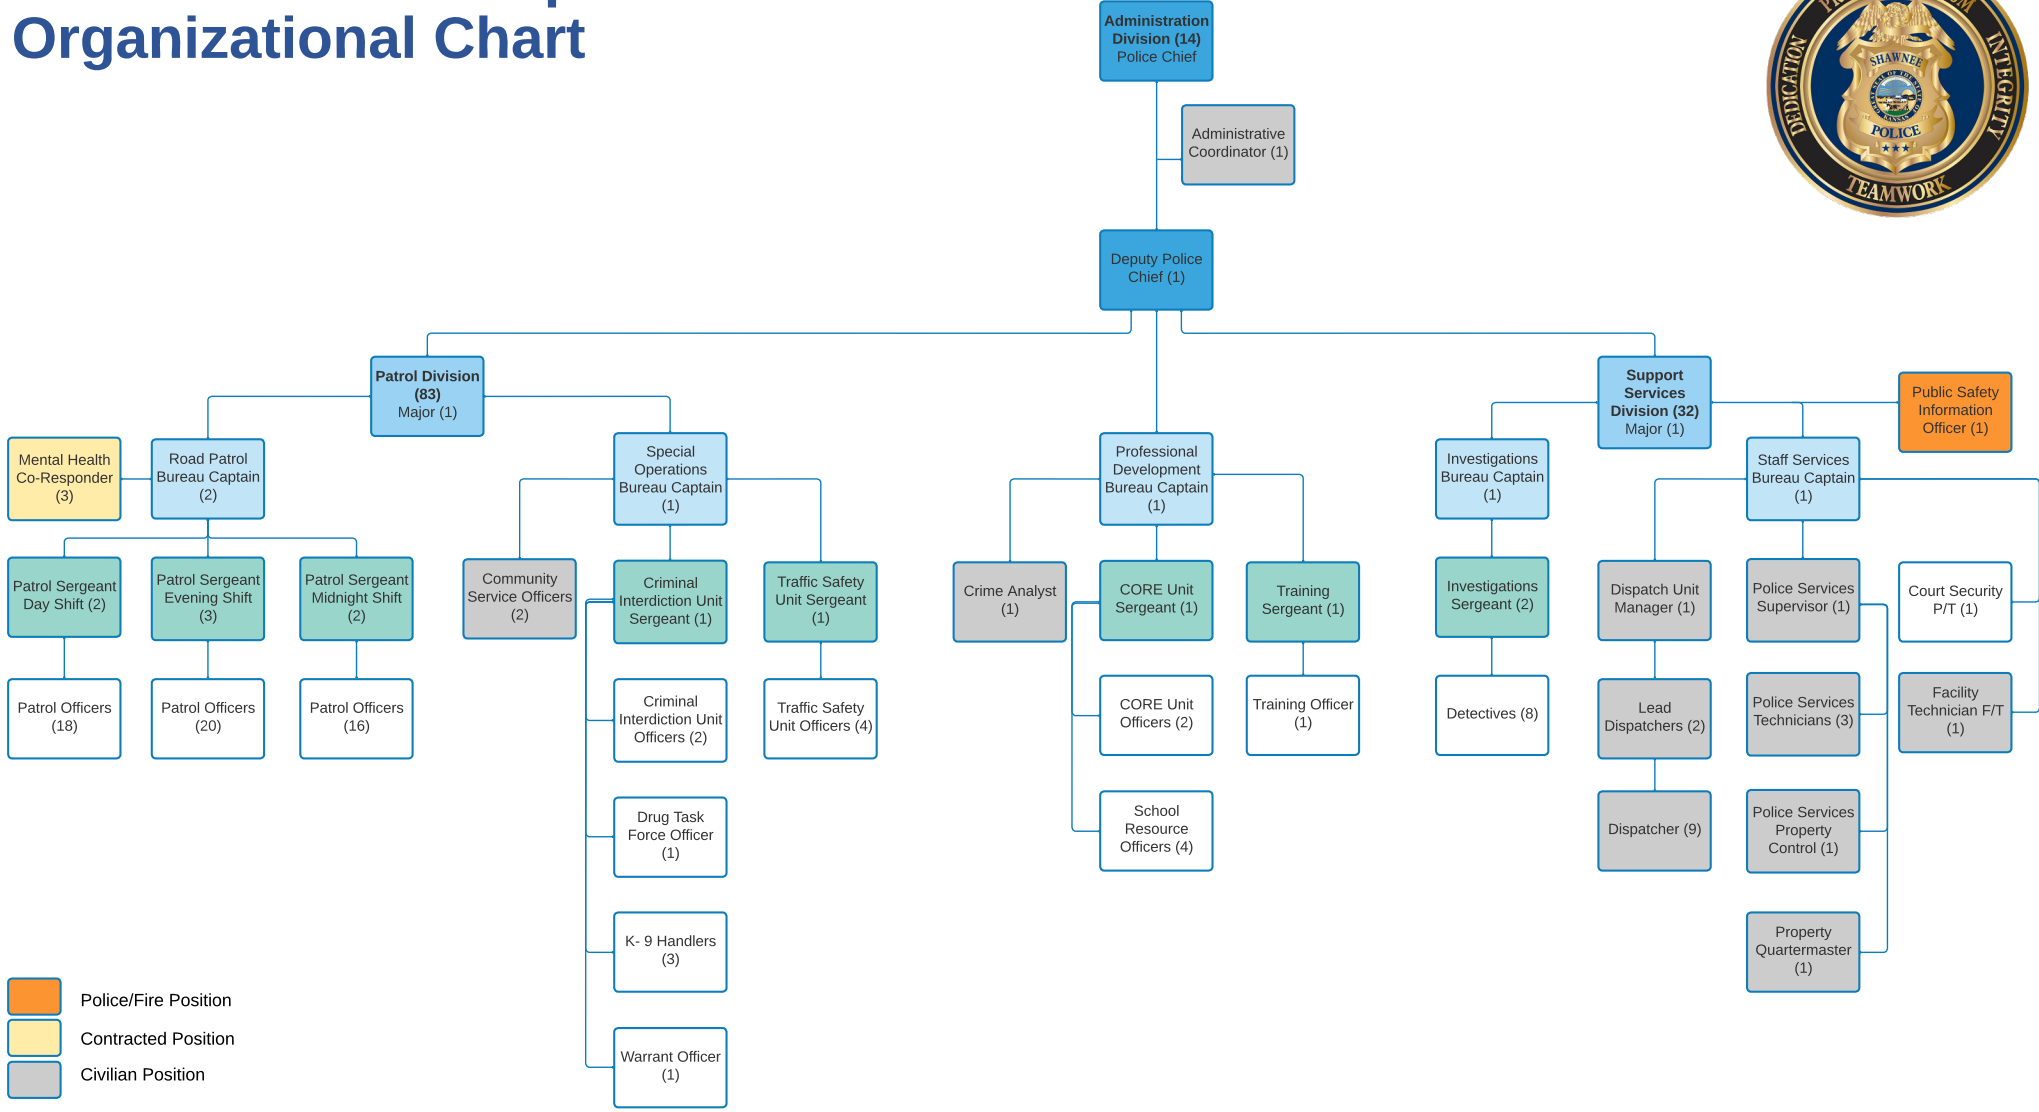 Organizational Chart
Administration
Division (14)
Police Chief
Administrative
Coordinator (1)
Deputy Police
Chief (1)
Patrol Division
(83)
Major (1)
Support
Services
Division (32)
Major (1)
Public Safety
Information
Officer (1)
Mental Health
Co-Responder
(3)
Road Patrol
Bureau Captain
(2)
Special
Operations
Bureau Captain
(1)
Professional
Development
Bureau Captain
(1)
Investigations
Bureau Captain
(1)
Staff Services
Bureau Captain
(1)
Patrol Sergeant
Day Shift (2)
Patrol Sergeant
Evening Shift
(3)
Patrol Sergeant
Midnight Shift
(2)
Community
Service Officers
(2)
Criminal
Interdiction Unit
Sergeant (1)
Traffic Safety
Unit Sergeant
(1)
Crime Analyst
(1)
CORE Unit
Sergeant (1)
Training
Sergeant (1)
Investigations
Sergeant (2)
Dispatch Unit
Manager (1)
Police Services
Supervisor (1)
Court Security
P/T (1)
Patrol Officers
(18)
Patrol Officers
(20)
Patrol Officers
(16)
Criminal
Interdiction Unit
Officers (2)
Traffic Safety
Unit Officers (4)
CORE Unit
Officers (2)
Training Officer
(1)
Detectives (8)
Lead
Dispatchers (2)
Police Services
Technicians (3)
Facility
Technician F/T
(1)
Drug Task
Force Officer
(1)
School
Resource
Officers (4)
Dispatcher (9)
Police Services
Property
Control (1)
K- 9 Handlers
(3)
Property
Quartermaster
(1)
Warrant Officer
(1)
Police/Fire Position
Contracted Position
Civilian Position
DEDICATION
INTEGRITY
TEAMWORK
SHAWNEE
POLICE